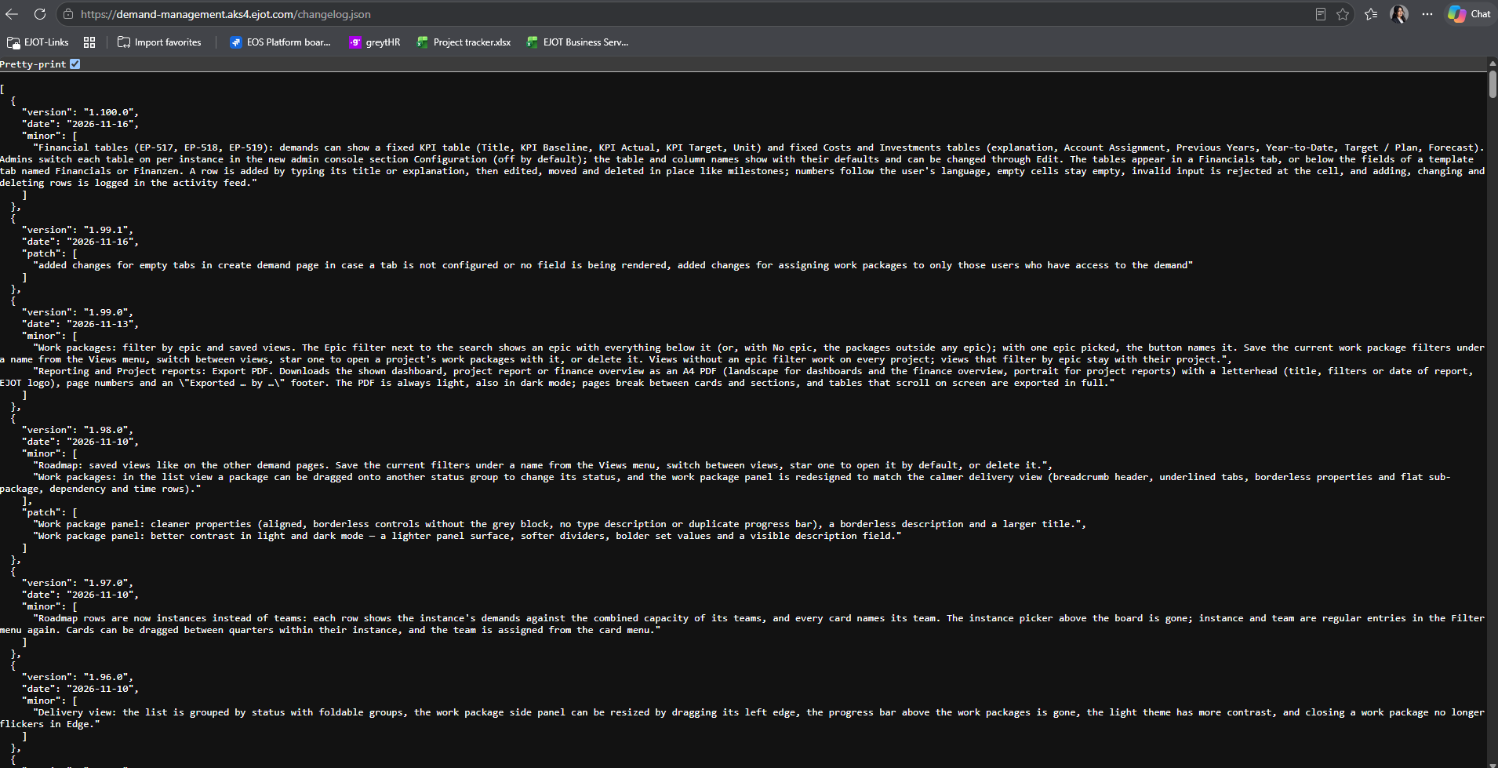 https://demand-management.aks4.ejot.com/changelog.json
Chat
EJOT-Links
Import favorites
EOS Platform boar...
greytHR
Project tracker.xlsx
EJOT Business Serv...
Pretty-print
[
{
"version": "1.100.0",
"date": "2026-11-16",
"minor": [
"Financial tables (EP-517, EP-518, EP-519): demands can show a fixed KPI table (Title, KPI Baseline, KPI Actual, KPI Target, Unit) and fixed Costs and Investments tables (explanation, Account Assignment, Previous Years, Year-to-Date, Target / Plan, Forecast).
Admins switch each table on per instance in the new admin console section Configuration (off by default); the table and column names show with their defaults and can be changed through Edit. The tables appear in a Financials tab, or below the fields of a template
tab named Financials or Finanzen. A row is added by typing its title or explanation, then edited, moved and deleted in place like milestones; numbers follow the user's language, empty cells stay empty, invalid input is rejected at the cell, and adding, changing and
deleting rows is logged in the activity feed."
]
},
{
"version": "1.99.1",
"date": "2026-11-16",
"patch": [
"added changes for empty tabs in create demand page in case a tab is not configured or no field is being rendered, added changes for assigning work packages to only those users who have access to the demand"
]
},
{
"version": "1.99.0",
"date": "2026-11-13",
"minor": [
"Work packages: filter by epic and saved views. The Epic filter next to the search shows an epic with everything below it (or, with No epic, the packages outside any epic); with one epic picked, the button names it. Save the current work package filters under
a name from the Views menu, switch between views, star one to open a project's work packages with it, or delete it. Views without an epic filter work on every project; views that filter by epic stay with their project.",
"Reporting and Project reports: Export PDF. Downloads the shown dashboard, project report or finance overview as an A4 PDF (landscape for dashboards and the finance overview, portrait for project reports) with a letterhead (title, filters or date of report,
EJOT logo), page numbers and an \"Exported … by …\" footer. The PDF is always light, also in dark mode; pages break between cards and sections, and tables that scroll on screen are exported in full."
]
},
{
"version": "1.98.0",
"date": "2026-11-10",
"minor": [
"Roadmap: saved views like on the other demand pages. Save the current filters under a name from the Views menu, switch between views, star one to open it by default, or delete it.",
"Work packages: in the list view a package can be dragged onto another status group to change its status, and the work package panel is redesigned to match the calmer delivery view (breadcrumb header, underlined tabs, borderless properties and flat sub-
package, dependency and time rows)."
],
"patch": [
"Work package panel: cleaner properties (aligned, borderless controls without the grey block, no type description or duplicate progress bar), a borderless description and a larger title.",
"Work package panel: better contrast in light and dark mode — a lighter panel surface, softer dividers, bolder set values and a visible description field."
]
},
{
"version": "1.97.0",
"date": "2026-11-10",
"minor": [
"Roadmap rows are now instances instead of teams: each row shows the instance's demands against the combined capacity of its teams, and every card names its team. The instance picker above the board is gone; instance and team are regular entries in the Filter
menu again. Cards can be dragged between quarters within their instance, and the team is assigned from the card menu."
]
},
{
"version": "1.96.0",
"date": "2026-11-10",
"minor": [
"Delivery view: the list is grouped by status with foldable groups, the work package side panel can be resized by dragging its left edge, the progress bar above the work packages is gone, the light theme has more contrast, and closing a work package no longer
flickers in Edge."
]
},
{